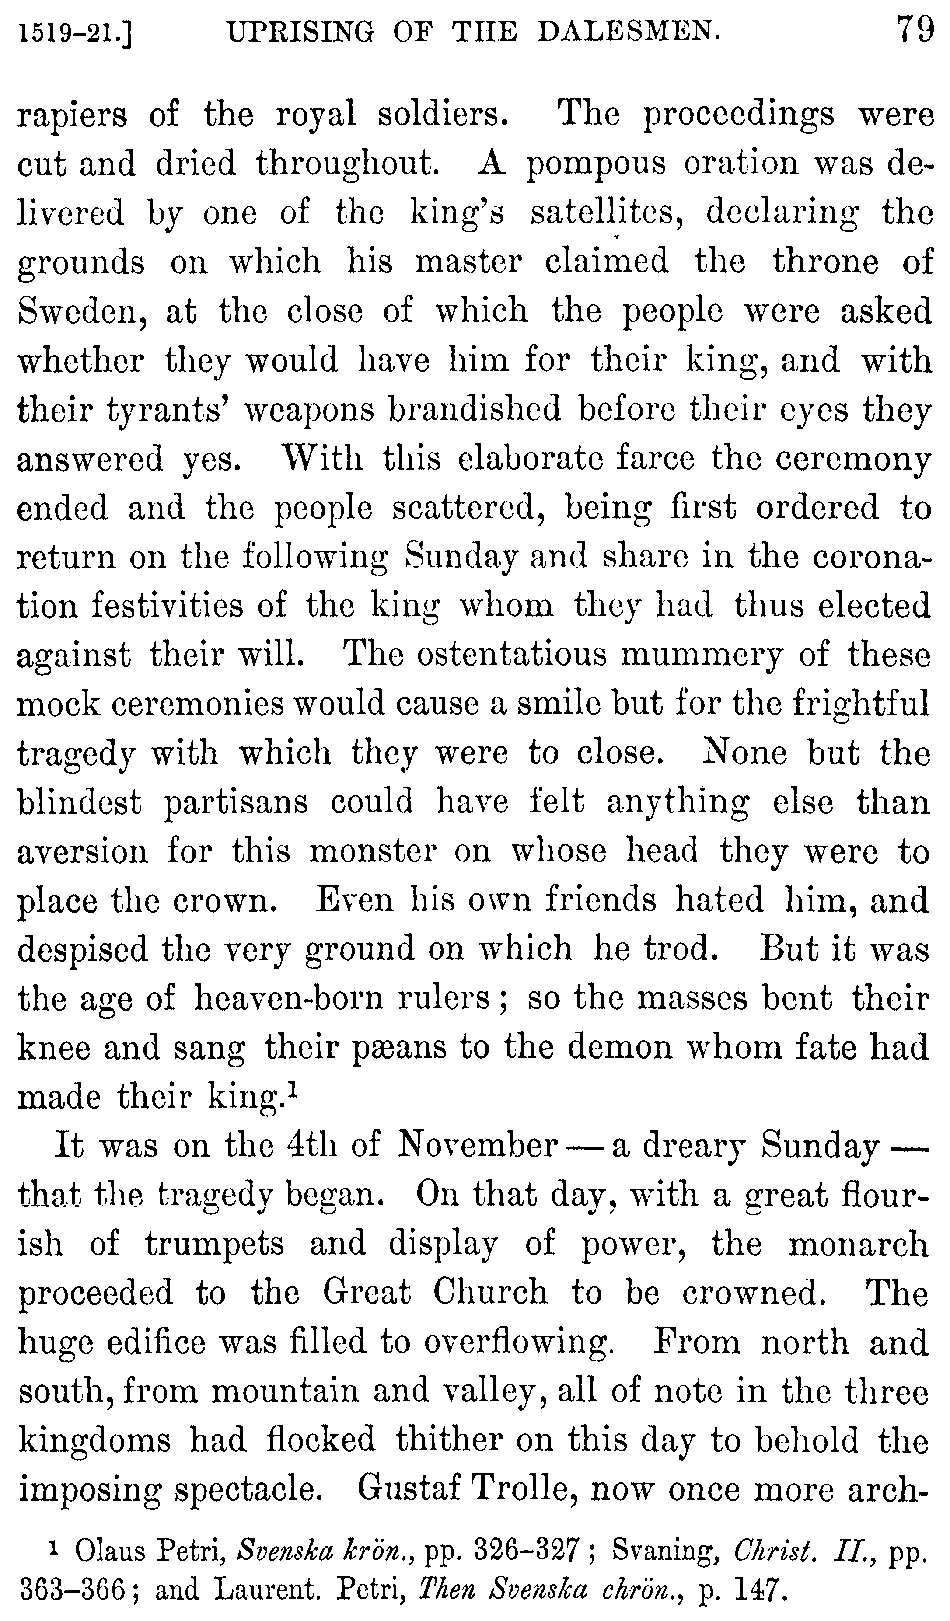 1519–21.] UPRISING OF THE DALESMEN. 79
rapiers of the royal soldiers. The proceedings were
cut and dried throughout. A pompous oration was de-
livered by one of the king's satellites, declaring the
grounds on which his master claimed the throne of
Sweden, at the close of which the people were asked
whether they would have him for their king, and with
their tyrants' weapons brandished before their eyes they
answered yes. With this elaborate farce the ceremony
ended and the people scattered, being first ordered to
return on the following Sunday and share in the corona-
tion festivities of the king whom they had thus elected
against their will. The ostentatious mummery of these
mock ceremonies would cause a smile but for the frightful
tragedy with which they were to close. None but the
blindest partisans could have felt anything else than
aversion for this monster on whose head they were to
place the crown. Even his own friends hated him, and
despised the very ground on which he trod. But it was
the age of heaven-born rulers; so the masses bent their
knee and sang their pæans to the demon whom fate had
made their king.¹
It was on the 4th of November — a dreary Sunday —
that the tragedy began. On that day, with a great flour-
ish of trumpets and display of power, the monarch
proceeded to the Great Church to be crowned. The
huge edifice was filled to overflowing. From north and
south, from mountain and valley, all of note in the three
kingdoms had flocked thither on this day to behold the
imposing spectacle. Gustaf Trolle, now once more arch-
¹ Olaus Petri, Svenska krön., pp. 326–327; Svaning, Christ. II., pp.
363–366; and Laurent. Petri, Then Svenska chrön., p. 147.